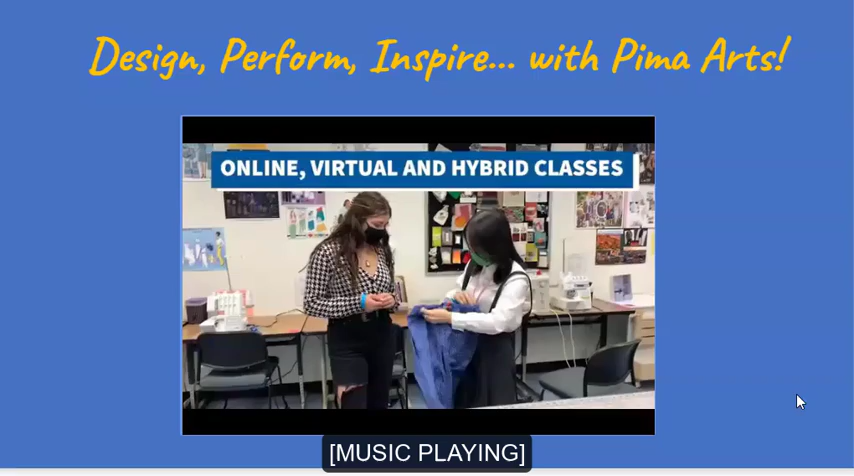 Design, Perform, Inspire... with Pima Arts!
ONLINE, VIRTUAL AND HYBRID CLASSES
[MUSIC PLAYING]